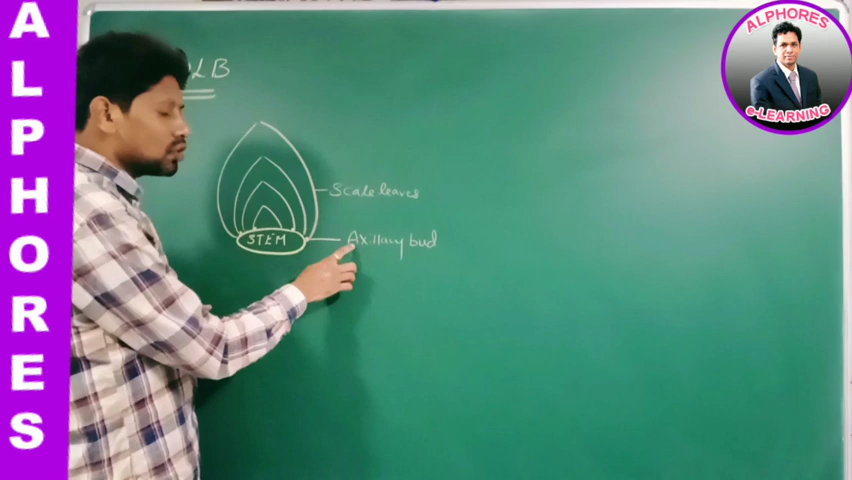 ALPHORES
LB
Scale leaves
STEM
Axillary bud
ALPHORES
e-LEARNING